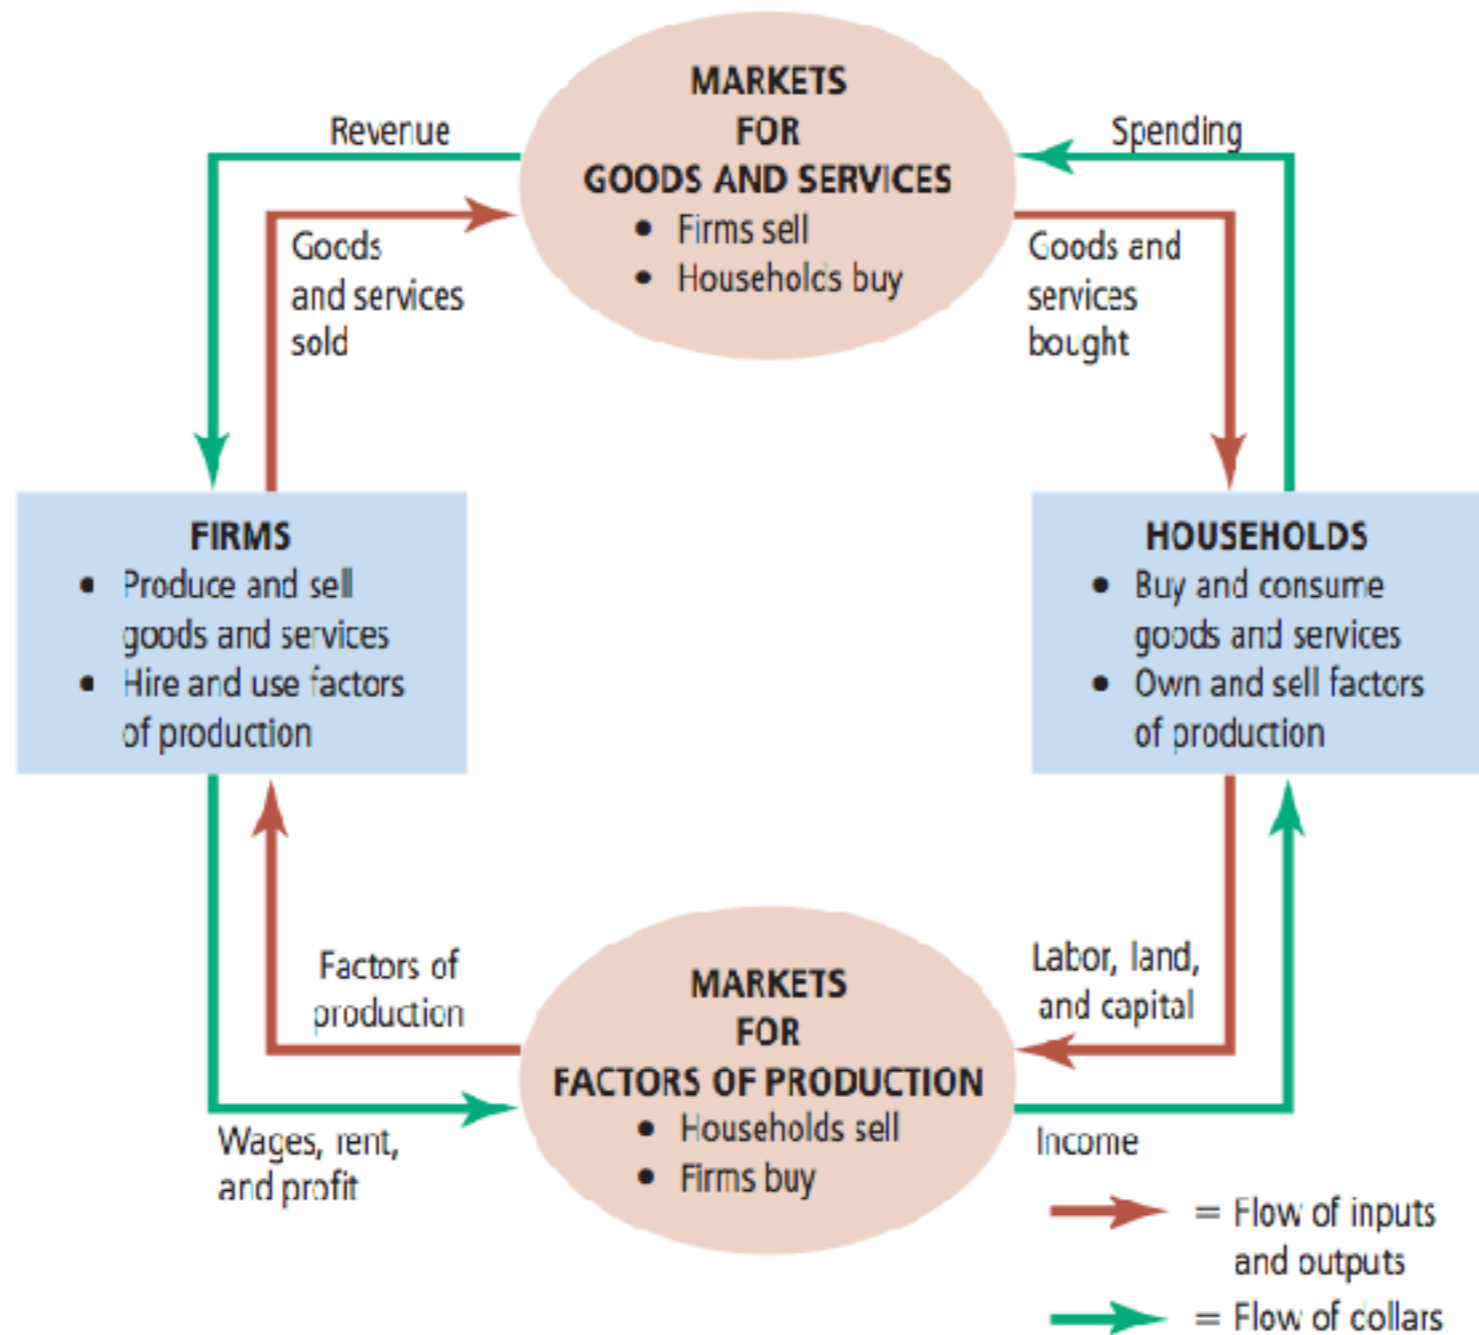 MARKETS
FOR
GOODS AND SERVICES
• Firms sell
• Households buy
Revenue
Spending
Goods
and services
sold
Goods and
services
bought
FIRMS
• Produce and sell
goods and services
• Hire and use factors
of production
HOUSEHOLDS
• Buy and consume
goods and services
• Own and sell factors
of production
Factors of
production
Labor, land,
and capital
MARKETS
FOR
FACTORS OF PRODUCTION
• Households sell
• Firms buy
Wages, rent,
and profit
Income
= Flow of inputs
and outputs
= Flow of dollars